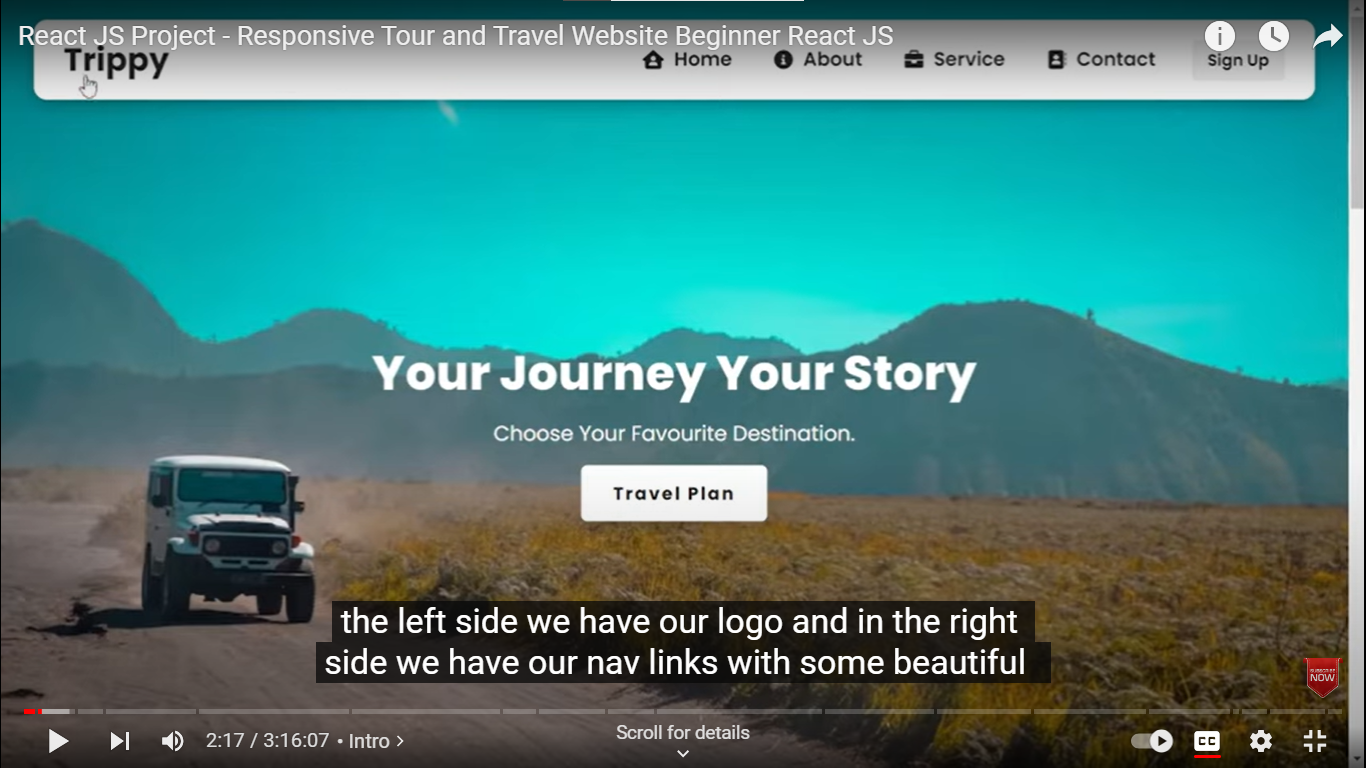 React JS Project - Responsive Tour and Travel Website Beginner React JS
Trippy
Home
About
Service
Contact
Sign Up
Your Journey Your Story
Choose Your Favourite Destination.
Travel Plan
the left side we have our logo and in the right
side we have our nav links with some beautiful
SUBSCRIBE
NOW
2:17 / 3:16:07 • Intro
Scroll for details
CC